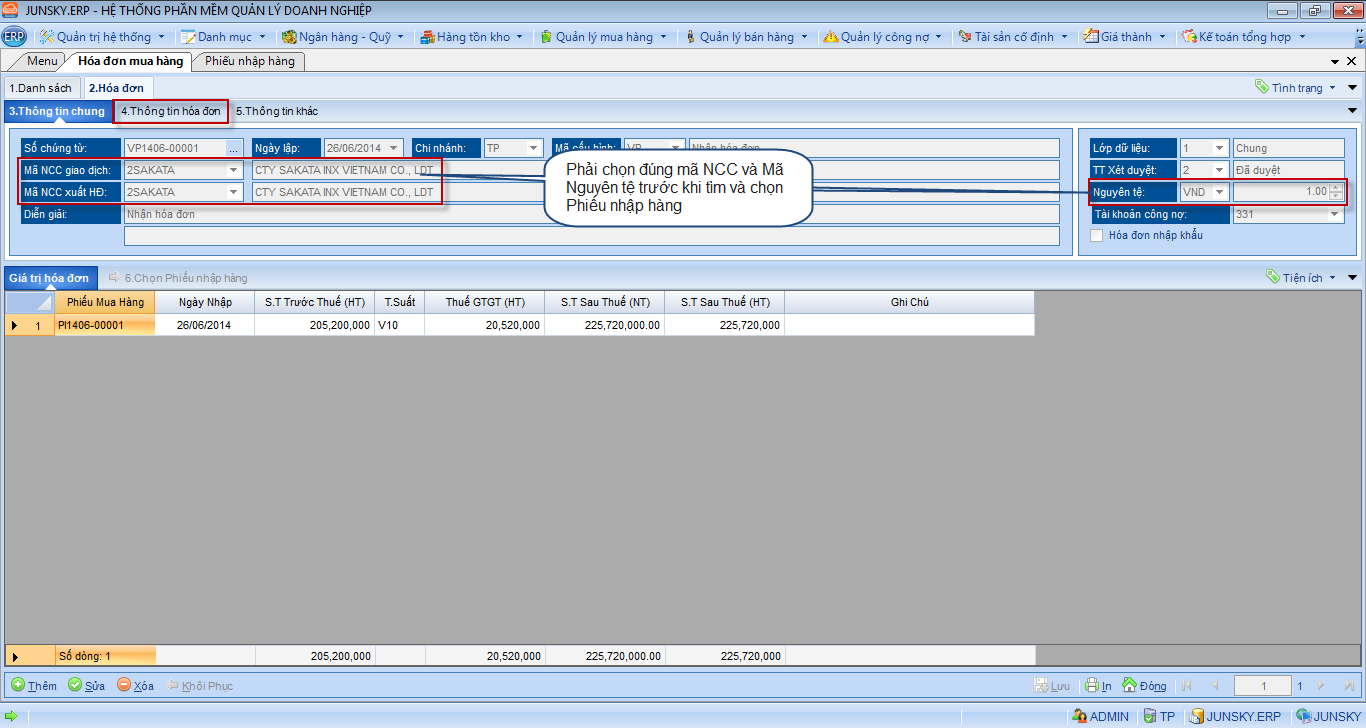 JUNSKY.ERP - HỆ THỐNG PHẦN MỀM QUẢN LÝ DOANH NGHIỆP
ERP Quản trị hệ thống Danh mục Ngân hàng - Quỹ Hàng tồn kho Quản lý mua hàng Quản lý bán hàng Quản lý công nợ Tài sản cố định Giá thành Kế toán tổng hợp
Menu Hóa đơn mua hàng Phiếu nhập hàng
1.Danh sách 2.Hóa đơn Tình trạng
3.Thông tin chung 4.Thông tin hóa đơn 5.Thông tin khác
Số chứng từ: VP1406-00001 ... Ngày lập: 26/06/2014 Chi nhánh: TP Mã cấu hình: VP Nhận hóa đơn Lớp dữ liệu: 1 Chung
Mã NCC giao dịch: 2SAKATA CTY SAKATA INX VIETNAM CO., LDT TT Xét duyệt: 2 Đã duyệt
Mã NCC xuất HĐ: 2SAKATA CTY SAKATA INX VIETNAM CO., LDT Nguyên tệ: VND 1.00
Diễn giải: Nhận hóa đơn Tài khoản công nợ: 331
Hóa đơn nhập khẩu
Phải chọn đúng mã NCC và Mã
Nguyên tệ trước khi tìm và chọn
Phiếu nhập hàng
Giá trị hóa đơn 6.Chọn Phiếu nhập hàng Tiện ích
Phiếu Mua Hàng Ngày Nhập S.T Trước Thuế (HT) T.Suất Thuế GTGT (HT) S.T Sau Thuế (NT) S.T Sau Thuế (HT) Ghi Chú
1 PI1406-00001 26/06/2014 205,200,000 V10 20,520,000 225,720,000.00 225,720,000
Số dòng: 1 205,200,000 20,520,000 225,720,000.00 225,720,000
Thêm Sửa Xóa Khôi Phục Lưu In Đóng 1 1
ADMIN TP JUNSKY.ERP JUNSKY